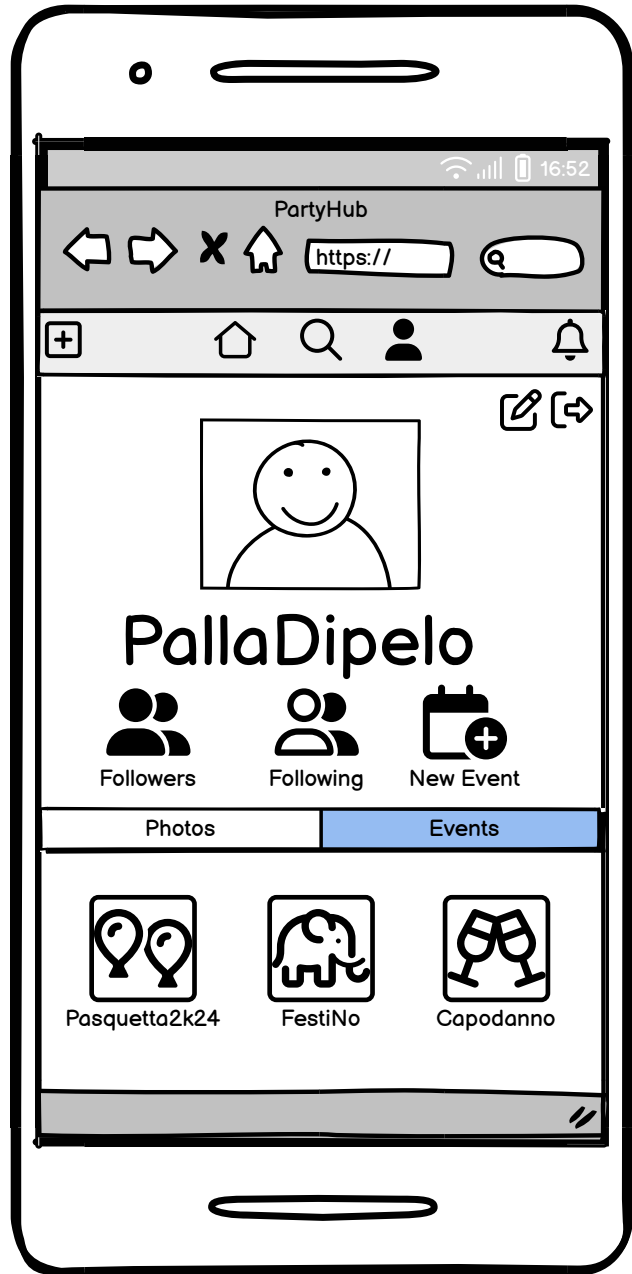 16:52
PartyHub
https://
PallaDipelo
Followers Following New Event
Photos Events
Pasquetta2k24 FestiNo Capodanno